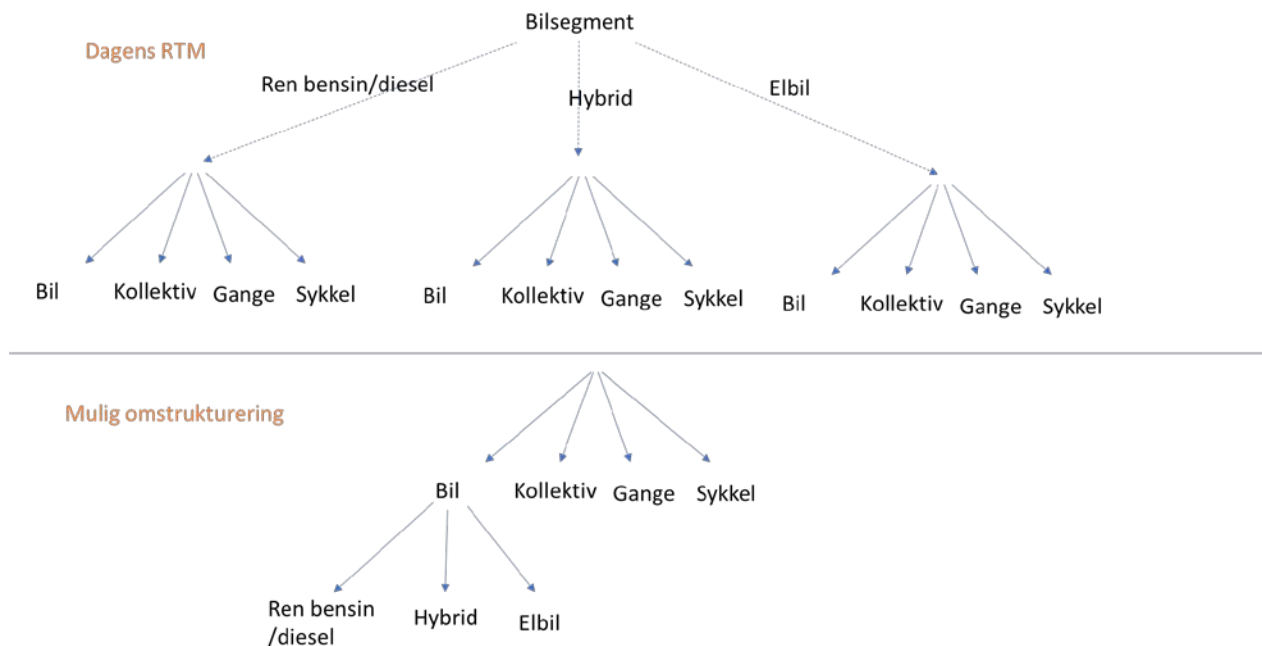 Bilsegment
Dagens RTM
Ren bensin/diesel
Hybrid
Elbil
Bil
Kollektiv
Gange
Sykkel
Bil
Kollektiv
Gange
Sykkel
Bil
Kollektiv
Gange
Sykkel
Mulig omstrukturering
Bil
Kollektiv
Gange
Sykkel
Ren bensin
/diesel
Hybrid
Elbil